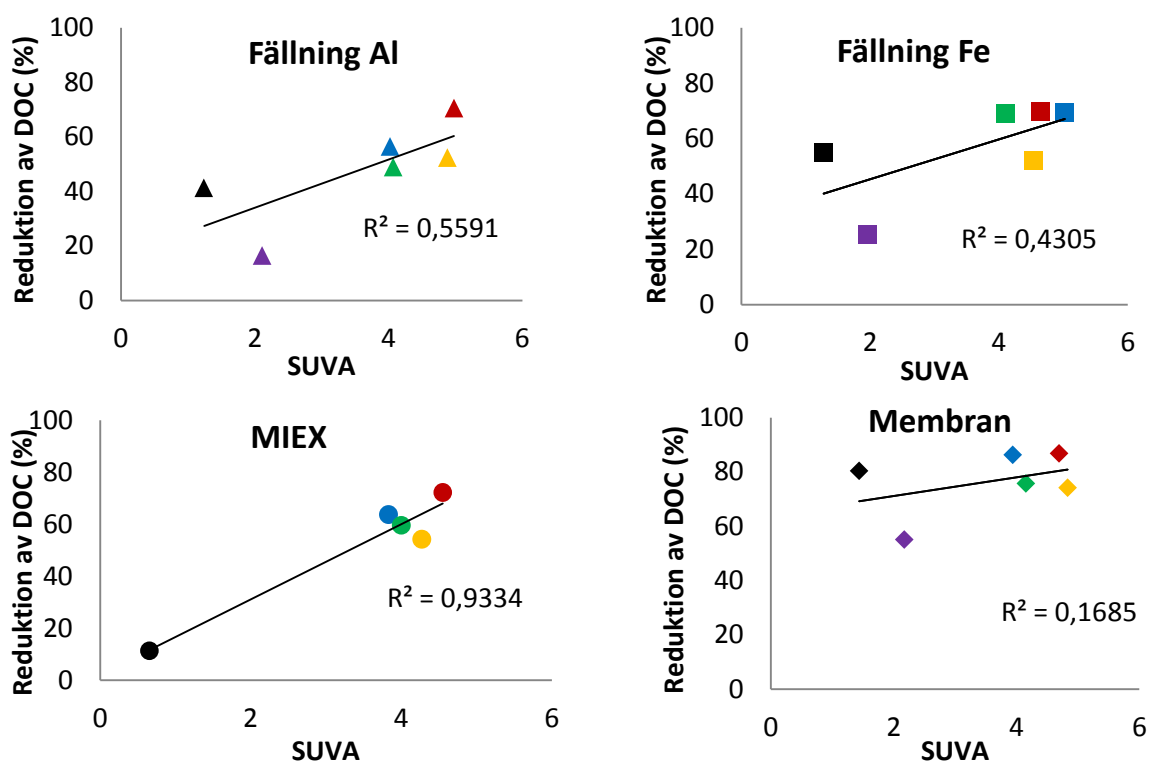 Fällning Al
Reduktion av DOC (%)
100
80
60
40
20
0
0 2 4 6
SUVA
R² = 0,5591
Fällning Fe
Reduktion av DOC (%)
100
80
60
40
20
0
0 2 4 6
SUVA
R² = 0,4305
MIEX
Reduktion av DOC (%)
100
80
60
40
20
0
0 2 4 6
SUVA
R² = 0,9334
Membran
Reduktion av DOC (%)
100
80
60
40
20
0
0 2 4 6
SUVA
R² = 0,1685